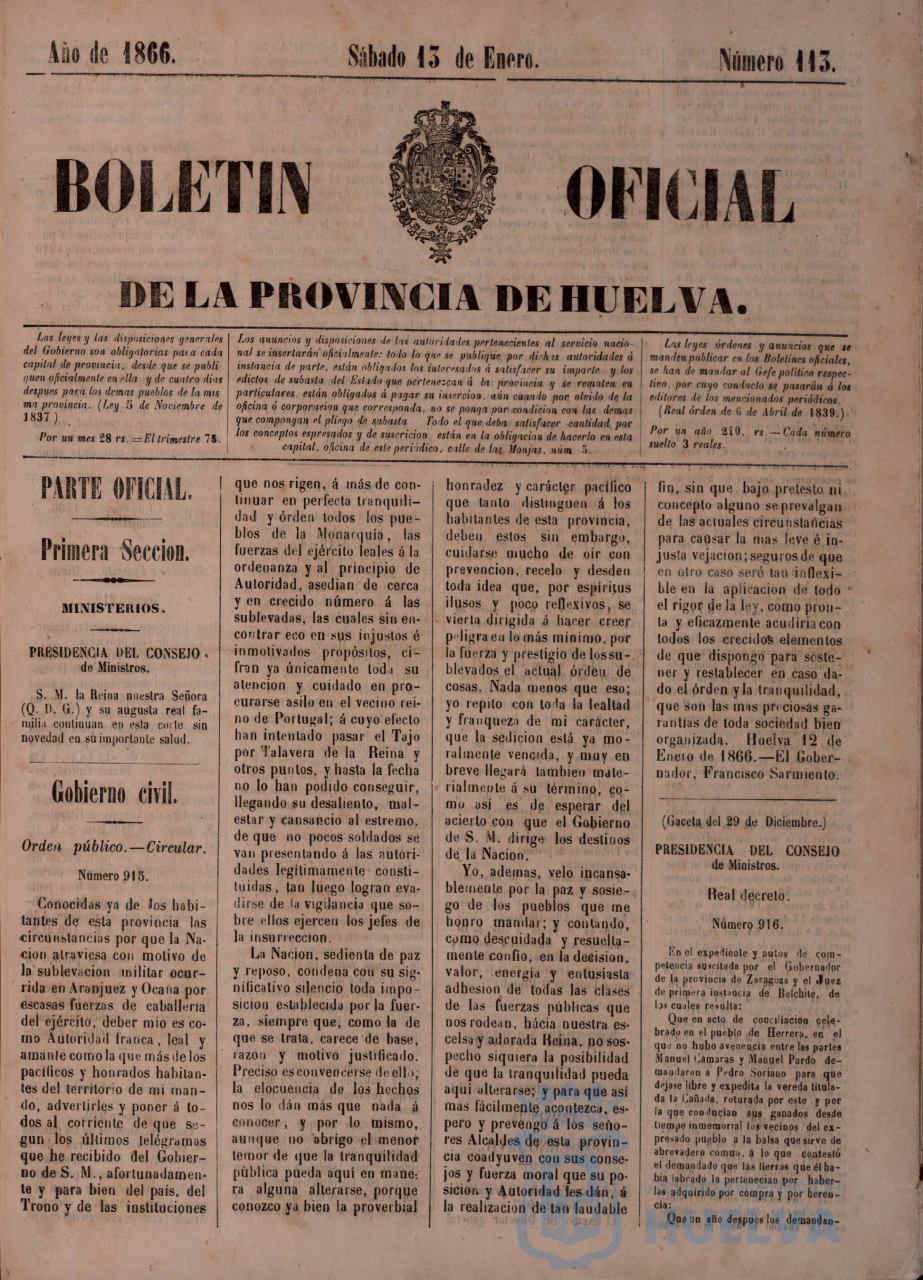 Año de 1866.
Sábado 13 de Enero.
Número 113.
BOLETIN OFICIAL
DE LA PROVINCIA DE HUELVA.
Las leyes y las disposiciones generales
del Gobierno son obligatorias para cada
capital de provincia, desde que se publi
quen oficialmente en ella y de cuatro dias
despues para los demas pueblos de la mis
ma provincia. (Ley 3 de Noviembre de
1837)
Por un mes 28 rs.=El trimestre 78.
Los anuncios y disposiciones de las autoridades pertenecientes al servicio nacio-
nal se insertarán oficialmente: todo lo que se publique por dichas autoridades á
instancia de parte, están obligados los interesados á satisfacer su importe y los
edictos de subasta del Estado que pertenezcan á la provincia y se rematen en
particulares, están obligados á pagar su insercion, aún cuando por olvido de la
oficina ó corporacion que corresponda, no se ponga por condicion con las demas
que compongan el pliego de subasta Todo el que deba satisfacer cantidad por
los conceptos espresados y de suscricion están en la obligacion de hacerlo en esta
capital, oficina de este periódico, calle de las Monjas, núm 5.
Las leyes órdenes y anuncios que se
manden publicar en los Boletines oficiales,
se han de mandar al Gefe político respec-
tivo, por cuyo conducto se pasarán á los
editores de los mencionados periódicos.
(Real órden de 6 de Abril de 1839.)
Por un año 210. rs.—Cada número
suelto 3 reales.
PARTE OFICIAL.
Primera Seccion.
MINISTERIOS.
PRESIDENCIA DEL CONSEJO
de Ministros.
S. M. la Reina nuestra Señora
(Q. D. G.) y su augusta real fa
milia continuan en esta corte sin
novedad en su importante salud.
Gobierno civil.
Orden público.—Circular.
Número 915.
Conocidas ya de los habi-
tantes de esta provincia las
circunstancias por que la Na-
cion atraviesa con motivo de
la sublevacion militar ocur-
rida en Aranjuez y Ocaña por
escasas fuerzas de caballería
del ejército, deber mio es co-
mo Autoridad franca, leal y
amante como la que más de los
pacíficos y honrados habitan-
tes del territorio de mi man-
do, advertirles y poner á to-
dos al corriente de que se-
gun los últimos telégramas
que he recibido del Gobier-
no de S. M., afortunadamen-
te y para bien del pais, del
Trono y de las instituciones
que nos rigen, á más de con-
tinuar en perfecta tranquili-
dad y órden todos los pue-
blos de la Monarquía, las
fuerzas del ejército leales á la
ordenanza y al principio de
Autoridad, asedian de cerca
y en crecido número á las
sublevadas, las cuales sin en-
contrar eco en sus injustos é
inmotivados propósitos, ci-
fran ya únicamente toda su
atencion y cuidado en pro-
curarse asilo en el vecino rei-
no de Portugal; á cuyo efecto
han intentado pasar el Tajo
por Talavera de la Reina y
otros puntos, y hasta la fecha
no lo han podido conseguir,
llegando su desaliento, mal-
estar y cansancio al estremo,
de que no pocos soldados se
van presentando á las autori-
dades legítimamente consti-
tuidas, tan luego logran eva-
dirse de la vigilancia que so-
bre ellos ejercen los jefes de
la insurreccion.
La Nacion, sedienta de paz
y reposo, condena con su sig-
nificativo silencio toda impo-
sicion establecida por la fuer-
za, siempre que, como la de
que se trata, carece de base,
razon y motivo justificado.
Preciso es convencerse de ello,
la elocuencia de los hechos
nos lo dán más que nada á
conocer, y por lo mismo,
aunque no abrigo el menor
temor de que la tranquilidad
pública pueda aquí en mane-
ra alguna alterarse, porque
conozco ya bien la proverbial
honradez y carácter pacífico
que tanto distinguen á los
habitantes de esta provincia,
deben estos sin embargo,
cuidarse mucho de oir con
prevencion, recelo y desden
toda idea que, por espíritus
ilusos y poco reflexivos, se
vierta dirigida á hacer creer
peligra en lo más mínimo, por
la fuerza y prestigio de los su-
blevados el actual órden de
cosas. Nada menos que eso;
yo repito con toda la lealtad
y franqueza de mi carácter,
que la sedicion está ya mo-
ralmente vencida, y muy en
breve llegará tambien mate-
rialmente á su término, co-
mo así es de esperar del
acierto con que el Gobierno
de S. M. dirige los destinos
de la Nacion.
Yo, ademas, velo incansa-
blemente por la paz y sosie-
go de los pueblos que me
honro mandar; y contando,
como descuidada y resuelta-
mente confio, en la decision,
valor, energía y entusiasta
adhesion de todas las clases
de las fuerzas públicas que
nos rodean, hácia nuestra es-
celsa y adorada Reina, no sos-
pecho siquiera la posibilidad
de que la tranquilidad pueda
aquí alterarse; y para que así
mas fácilmente acontezca, es-
pero y prevengo á los seño-
res Alcaldes de esta provin-
cia coadyuven con sus conse-
jos y fuerza moral que su po-
sicion y Autoridad les dán, á
la realizacion de tan laudable
fin, sin que bajo pretesto ni
concepto alguno se prevalgan
de las actuales circunstancias
para causar la mas leve é in-
justa vejacion; seguros de que
en otro caso seré tan inflexi-
ble en la aplicacion de todo
el rigor de la ley, como pron-
ta y eficazmente acudiria con
todos los crecidos elementos
de que dispongo para soste-
ner y restablecer en caso da-
do el órden y la tranquilidad,
que son las mas preciosas ga-
rantías de toda sociedad bien
organizada. Huelva 12 de
Enero de 1866.—El Gober-
nador, Francisco Sarmiento.
(Gaceta del 29 de Diciembre.)
PRESIDENCIA DEL CONSEJO
de Ministros.
Real decreto.
Número 916.
En el expediente y autos de com-
petencia suscitada por el Gobernador
de la provincia de Zaragoza y el Juez
de primera instancia de Belchite, de
los cuales resulta:
Que en acto de conciliacion cele-
brado en el pueblo de Herrera, en el
que no hubo avenencia entre las partes
Manuel Cámaras y Manuel Pardo de-
mandaron á Pedro Soriano para que
dejase libre y expedita la vereda titula-
da la Cañada, roturada por este y por
la que conducian sus ganados desde
tiempo inmemorial los vecinos del ex-
presado pueblo a la balsa que sirve de
abrevadero comun, á lo que contestó
el demandado que las tierras que él ha-
bia labrado la pertenecian por haber-
las adquirido por compra y por heren-
cia:
Que un año despues los demandan-
HUELVA